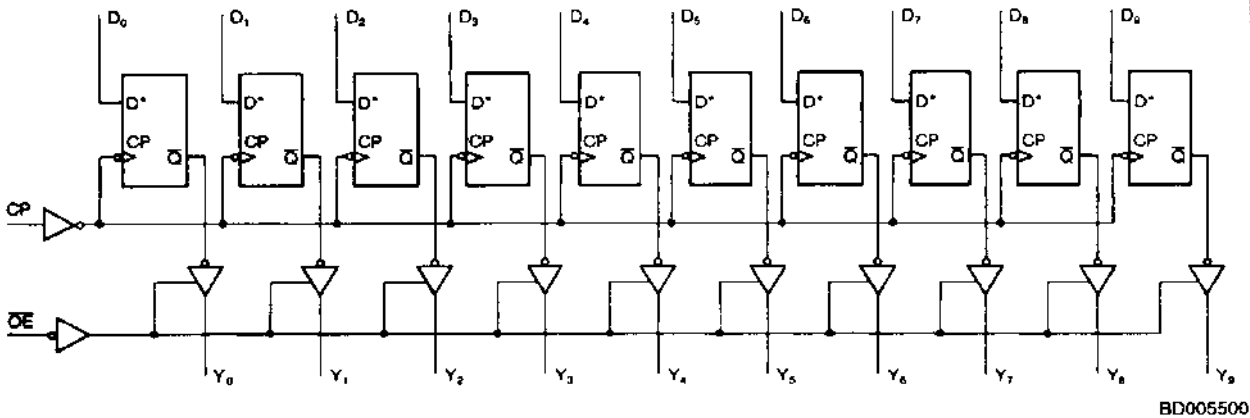 D₀ D₁ D₂ D₃ D₄ D₅ D₆ D₇ D₈ D₉
D* D* D* D* D* D* D* D* D* D*
CP Q̅ CP Q̅ CP Q̅ CP Q̅ CP Q̅ CP Q̅ CP Q̅ CP Q̅ CP Q̅ CP Q̅
CP
O̅E̅
Y₀ Y₁ Y₂ Y₃ Y₄ Y₅ Y₆ Y₇ Y₈ Y₉
BD005500